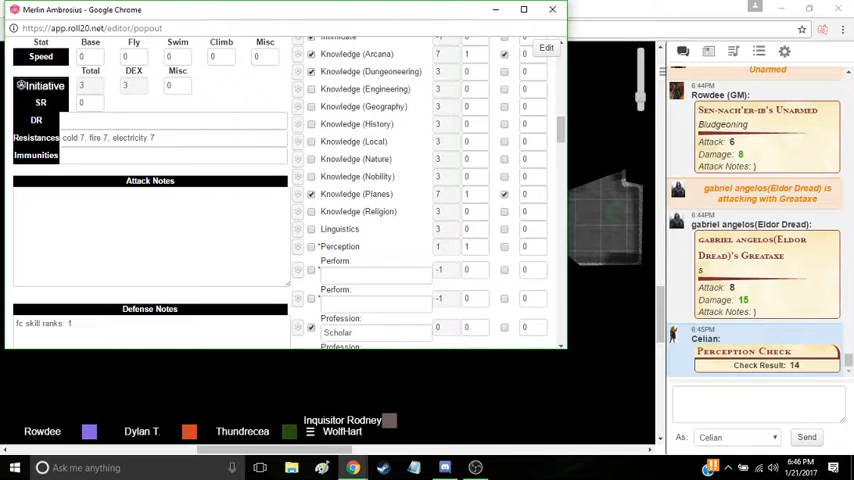 Merlin Ambrosius - Google Chrome
https://app.roll20.net/editor/popout
Stat Base Fly Swim Climb Misc
Speed 0 0 0 0 0
Total DEX Misc
Initiative 3 3 0
SR 0
DR
Resistances cold 7, fire 7, electricity 7
Immunities
Attack Notes
Defense Notes
fc skill ranks: 1
Edit
Intimidate -1 0 0
Knowledge (Arcana) 7 1 0
Knowledge (Dungeoneering) 3 0 0
Knowledge (Engineering) 3 0 0
Knowledge (Geography) 3 0 0
Knowledge (History) 3 0 0
Knowledge (Local) 3 0 0
Knowledge (Nature) 3 0 0
Knowledge (Nobility) 3 0 0
Knowledge (Planes) 7 1 0
Knowledge (Religion) 3 0 0
Linguistics 3 0 0
*Perception 1 1 0
Perform:
* -1 0 0
Perform:
* -1 0 0
Profession:
Scholar 0 0 0
Profession:
Unarmed
6:44PM
Rowdee (GM):
Sen-nach'er-ib's Unarmed
Bludgeoning
Attack: 6
Damage: 8
Attack Notes: )
gabriel angelos(Eldor Dread) is
attacking with Greataxe
6:44PM
gabriel angelos(Eldor Dread):
gabriel angelos(Eldor
Dread)'s Greataxe
s
Attack: 8
Damage: 15
Attack Notes: )
6:45PM
Celian:
Perception Check
Check Result: 14
As: Celian
Send
Rowdee
Dylan T.
Thundrecea
Inquisitor Rodney
WolfHart
Ask me anything
6:46 PM
1/21/2017